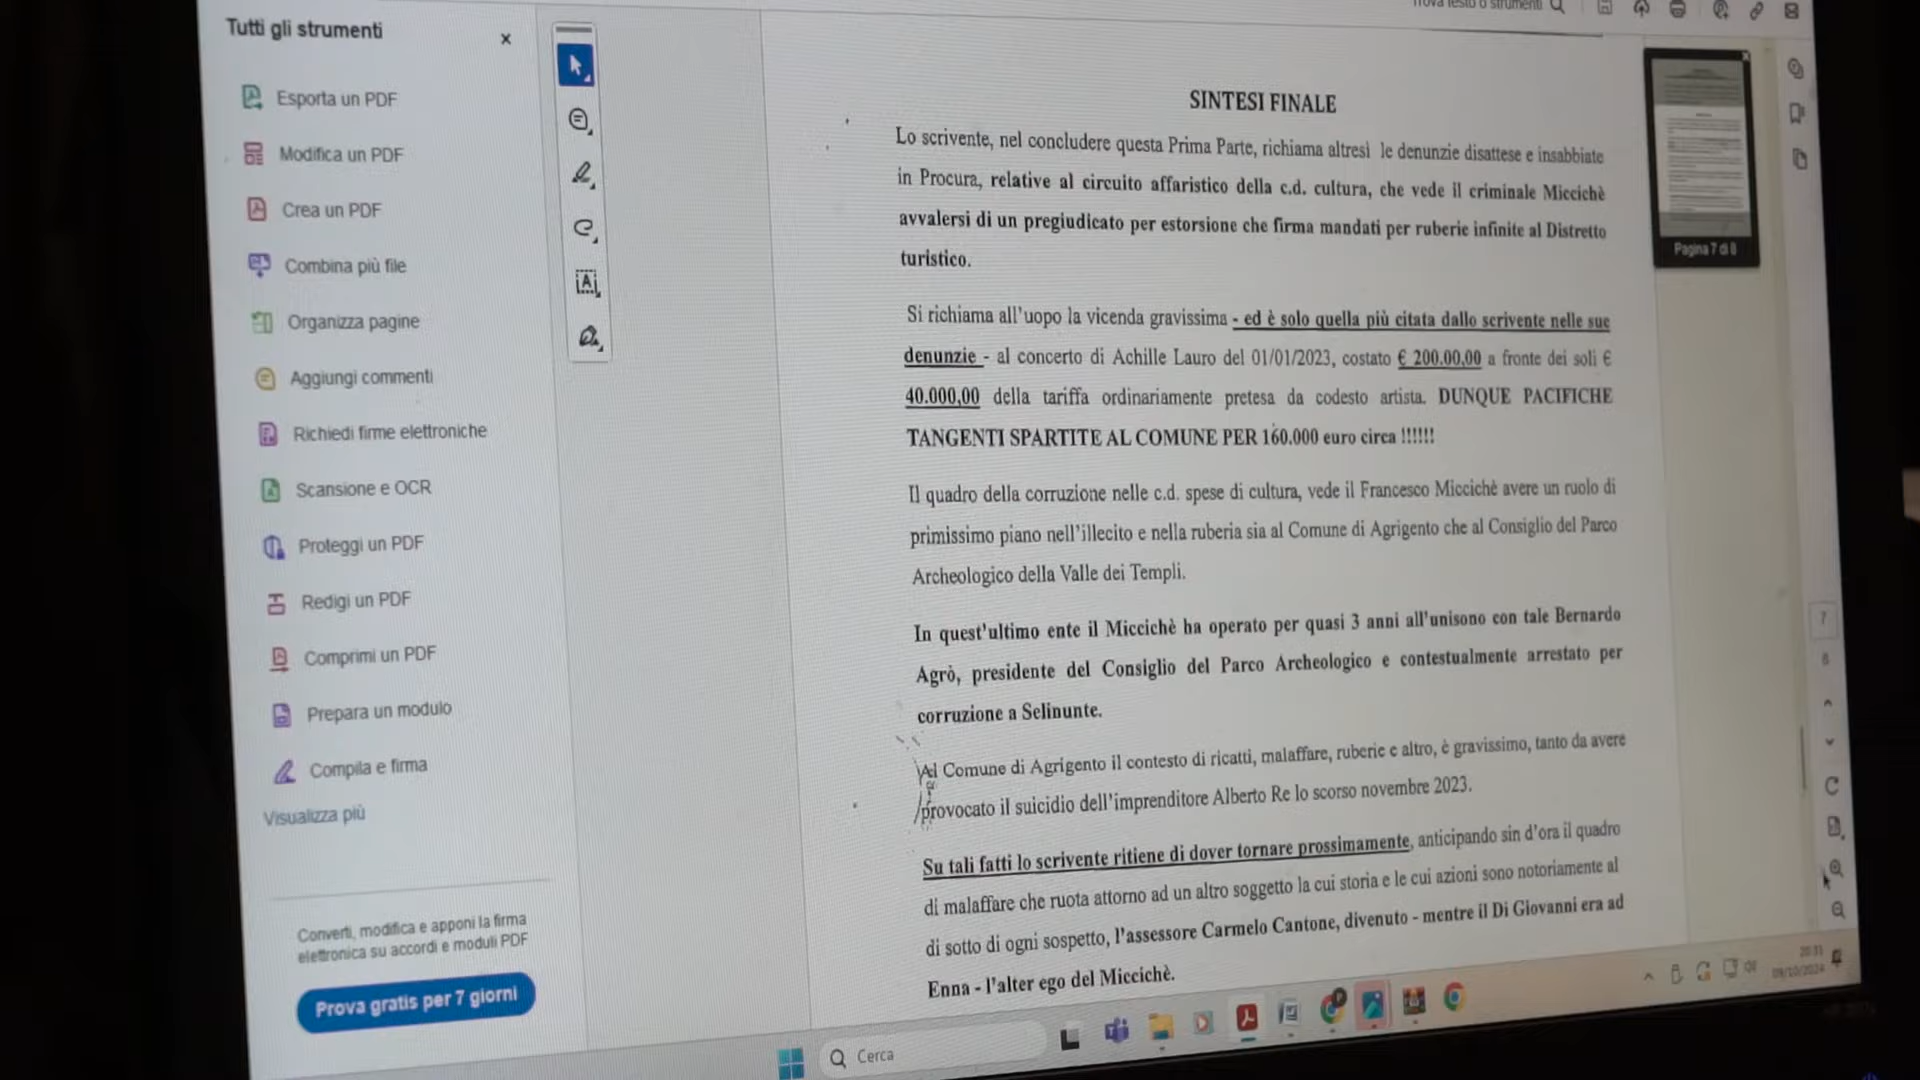 Tutti gli strumenti
Esporta un PDF
Modifica un PDF
Crea un PDF
Combina più file
Organizza pagine
Aggiungi commenti
Richiedi firme elettroniche
Scansione e OCR
Proteggi un PDF
Redigi un PDF
Comprimi un PDF
Prepara un modulo
Compila e firma
Visualizza più
Converti, modifica e apponi la firma
elettronica su accordi e moduli PDF
Prova gratis per 7 giorni
Trova testo o strumenti
SINTESI FINALE
Lo scrivente, nel concludere questa Prima Parte, richiama altresì le denunzie disattese e insabbiate
in Procura, relative al circuito affaristico della c.d. cultura, che vede il criminale Miccichè
avvalersi di un pregiudicato per estorsione che firma mandati per ruberie infinite al Distretto
turistico.
Si richiama all'uopo la vicenda gravissima - ed è solo quella più citata dallo scrivente nelle sue
denunzie - al concerto di Achille Lauro del 01/01/2023, costato € 200.00,00 a fronte dei soli €
40.000,00 della tariffa ordinariamente pretesa da codesto artista. DUNQUE PACIFICHE
TANGENTI SPARTITE AL COMUNE PER 160.000 euro circa !!!!!!
Il quadro della corruzione nelle c.d. spese di cultura, vede il Francesco Miccichè avere un ruolo di
primissimo piano nell'illecito e nella ruberia sia al Comune di Agrigento che al Consiglio del Parco
Archeologico della Valle dei Templi.
In quest'ultimo ente il Miccichè ha operato per quasi 3 anni all'unisono con tale Bernardo
Agrò, presidente del Consiglio del Parco Archeologico e contestualmente arrestato per
corruzione a Selinunte.
Al Comune di Agrigento il contesto di ricatti, malaffare, ruberie e altro, è gravissimo, tanto da avere
provocato il suicidio dell'imprenditore Alberto Re lo scorso novembre 2023.
Su tali fatti lo scrivente ritiene di dover tornare prossimamente, anticipando sin d'ora il quadro
di malaffare che ruota attorno ad un altro soggetto la cui storia e le cui azioni sono notoriamente al
di sotto di ogni sospetto, l'assessore Carmelo Cantone, divenuto - mentre il Di Giovanni era ad
Enna - l'alter ego del Miccichè.
Pagina 7 di 8
7
8
Cerca
20:31
09/10/2024